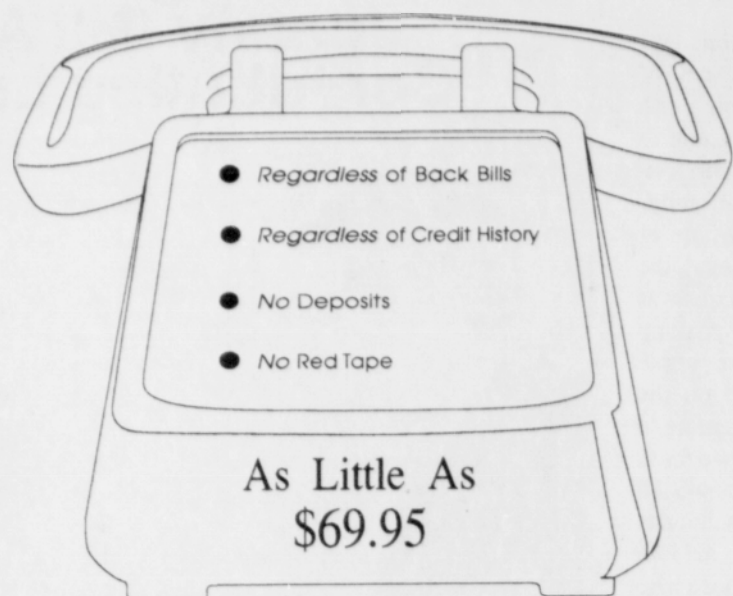 ● Regardless of Back Bills
● Regardless of Credit History
● No Deposits
● No Red Tape
As Little As
$69.95